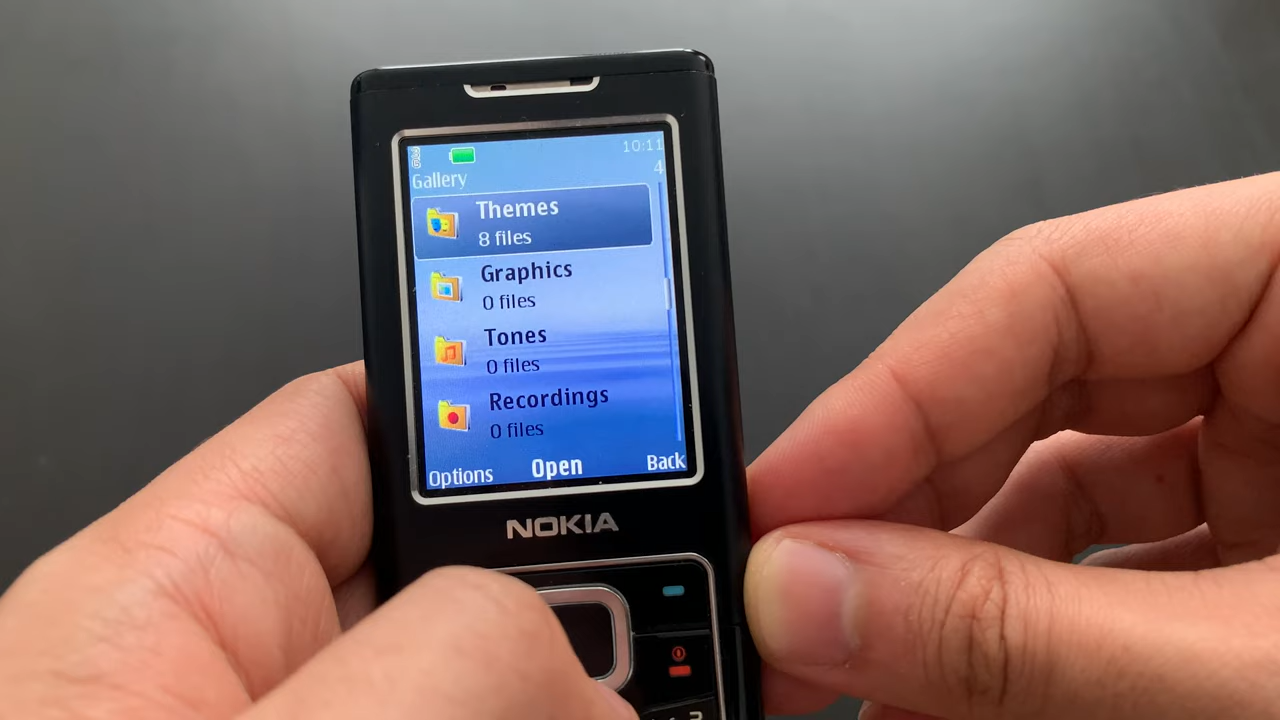 10:11
4
Gallery
Themes
8 files
Graphics
0 files
Tones
0 files
Recordings
0 files
Options Open Back
NOKIA